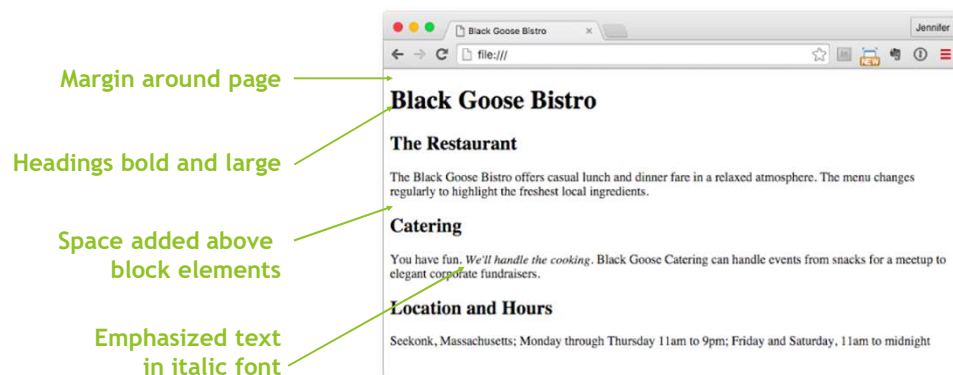 Black Goose Bistro
Jennifer
file:///
NEW
Margin around page
Black Goose Bistro
Headings bold and large
The Restaurant
The Black Goose Bistro offers casual lunch and dinner fare in a relaxed atmosphere. The menu changes
regularly to highlight the freshest local ingredients.
Space added above
block elements
Catering
You have fun. We'll handle the cooking. Black Goose Catering can handle events from snacks for a meetup to
elegant corporate fundraisers.
Emphasized text
in italic font
Location and Hours
Seekonk, Massachusetts; Monday through Thursday 11am to 9pm; Friday and Saturday, 11am to midnight